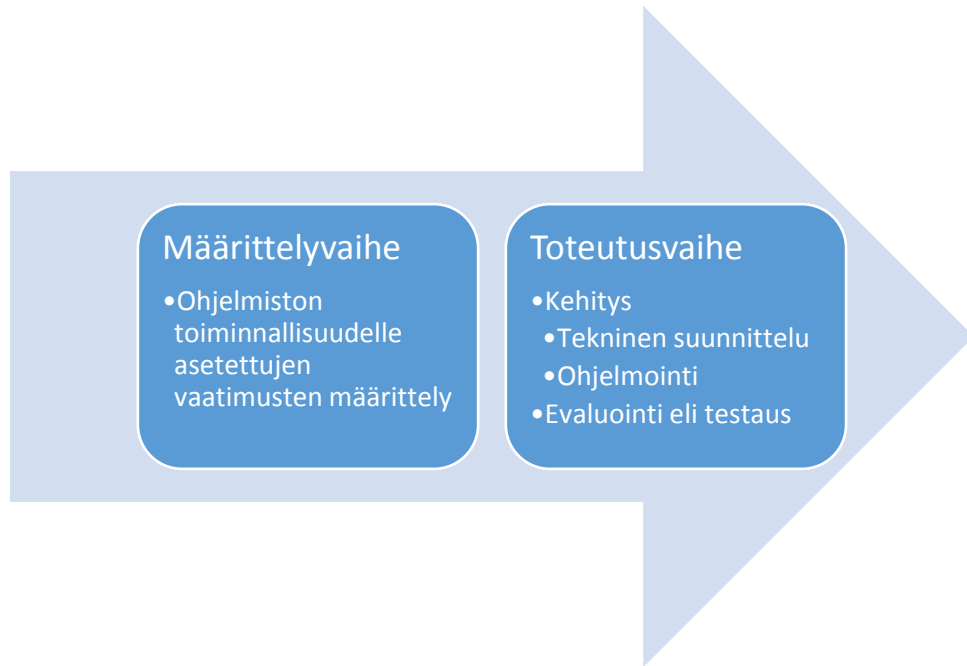 Määrittelyvaihe
•Ohjelmiston
toiminnallisuudelle
asetettujen
vaatimusten määrittely
Toteutusvaihe
•Kehitys
•Tekninen suunnittelu
•Ohjelmointi
•Evaluointi eli testaus